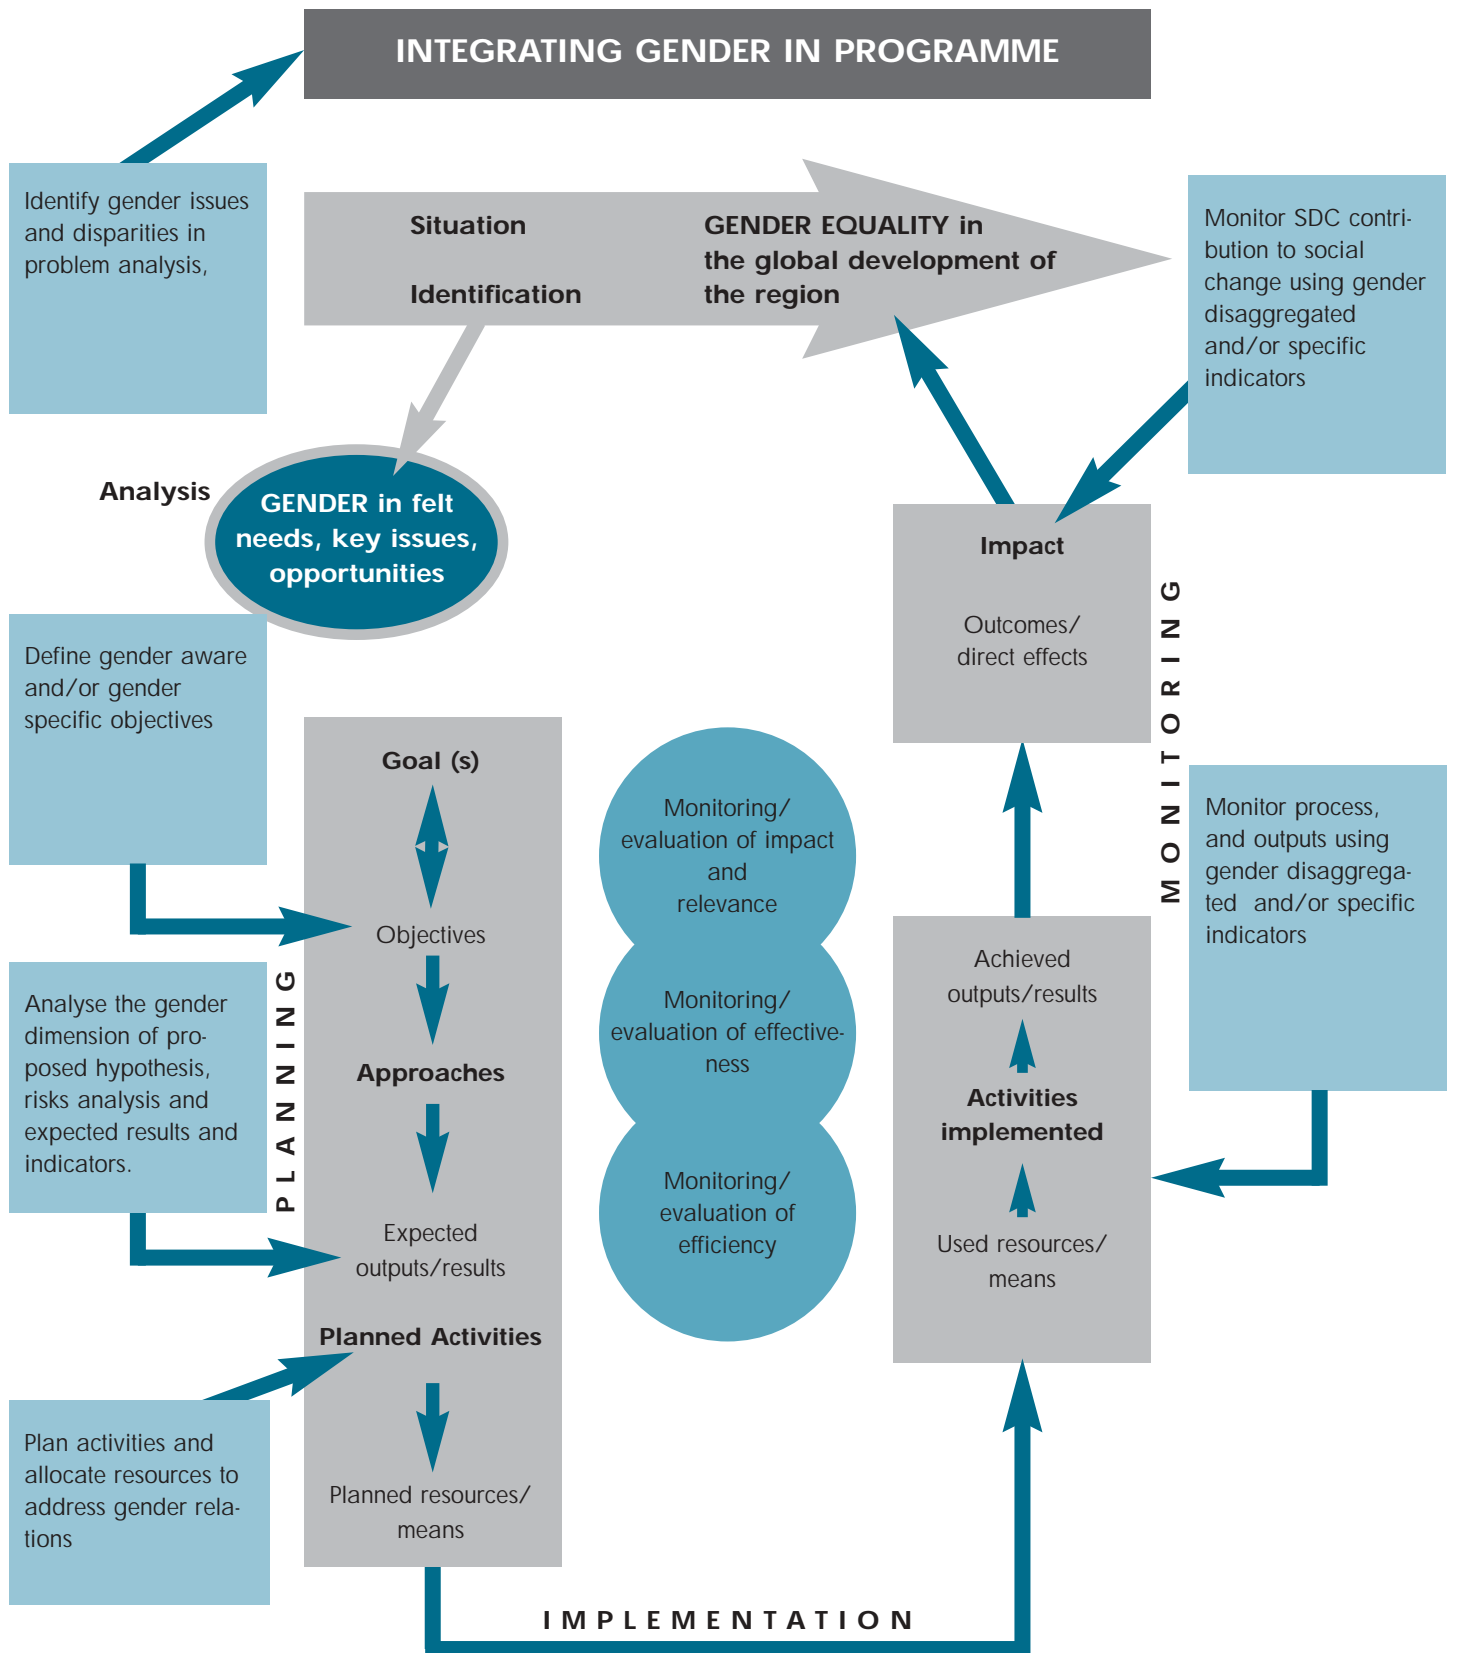 INTEGRATING GENDER IN PROGRAMME
Identify gender issues
and disparities in
problem analysis,
Situation
Identification
GENDER EQUALITY in
the global development of
the region
Monitor SDC contri-
bution to social
change using gender
disaggregated
and/or specific
indicators
Analysis
GENDER in felt
needs, key issues,
opportunities
Impact
Outcomes/
direct effects
MONITORING
Define gender aware
and/or gender
specific objectives
Goal (s)
Objectives
Approaches
Expected
outputs/results
Planned Activities
Planned resources/
means
PLANNING
Analyse the gender
dimension of pro-
posed hypothesis,
risks analysis and
expected results and
indicators.
Plan activities and
allocate resources to
address gender rela-
tions
Monitoring/
evaluation of impact
and
relevance
Monitoring/
evaluation of effective-
ness
Monitoring/
evaluation of
efficiency
Monitor process,
and outputs using
gender disaggrega-
ted  and/or specific
indicators
Achieved
outputs/results
Activities
implemented
Used resources/
means
IMPLEMENTATION